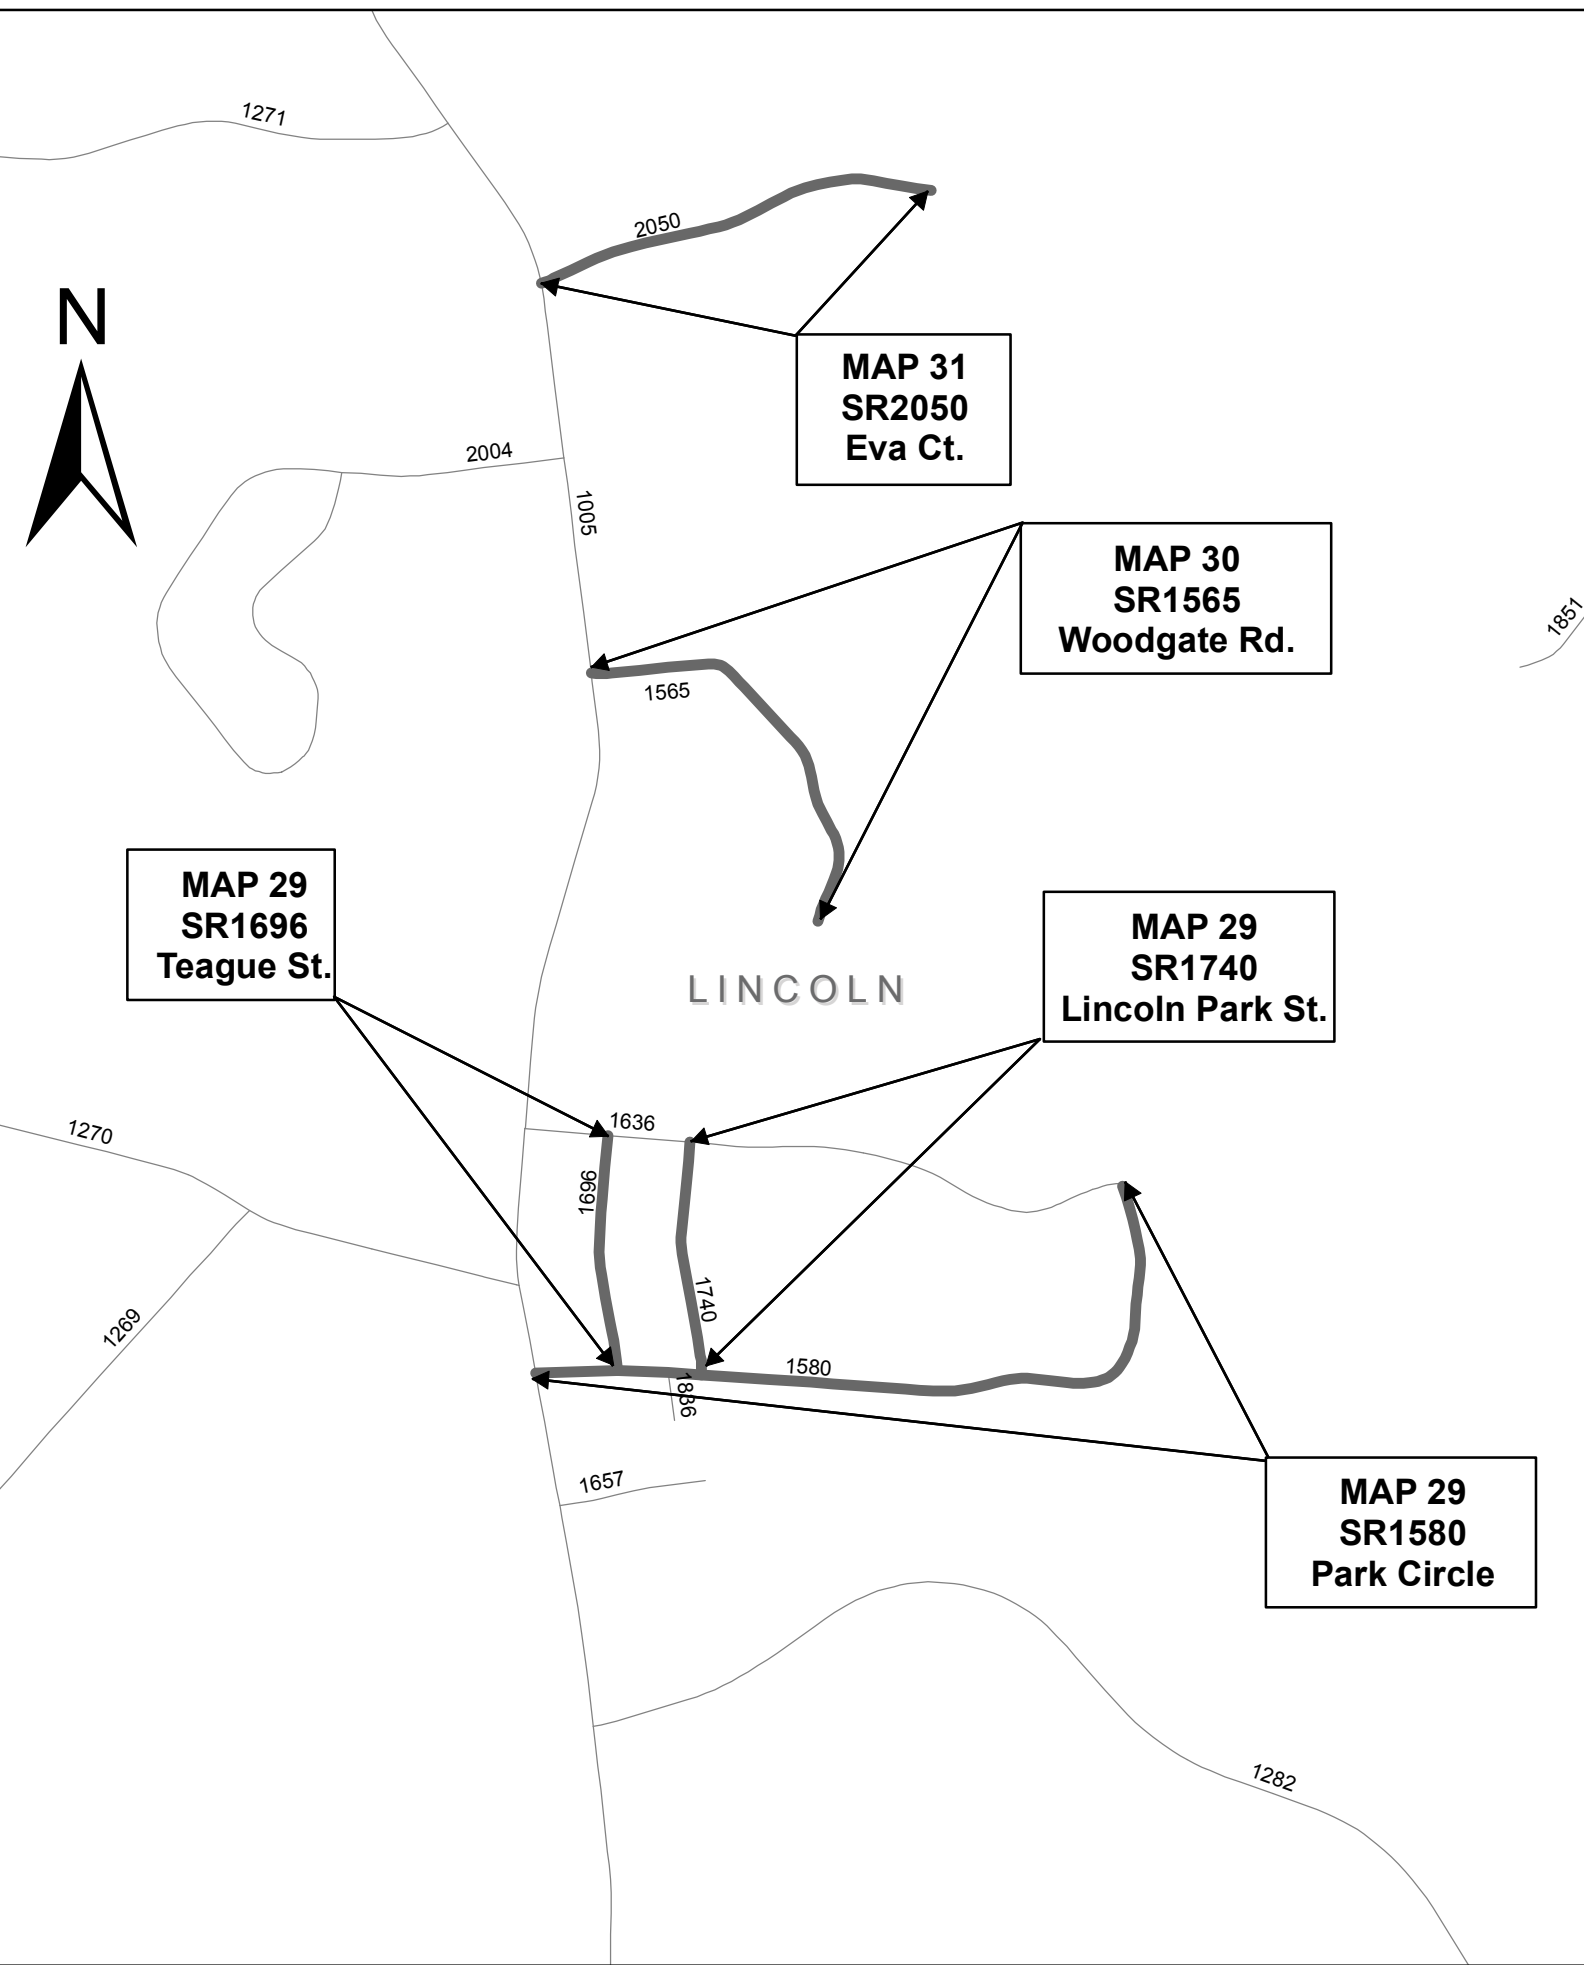 1271
2050
N
MAP 31
SR2050
Eva Ct.
2004
1005
MAP 30
SR1565
Woodgate Rd.
1851
1565
MAP 29
SR1696
Teague St.
MAP 29
SR1740
Lincoln Park St.
LINCOLN
1636
1270
1696
1740
1269
1580
1836
1657
MAP 29
SR1580
Park Circle
1282